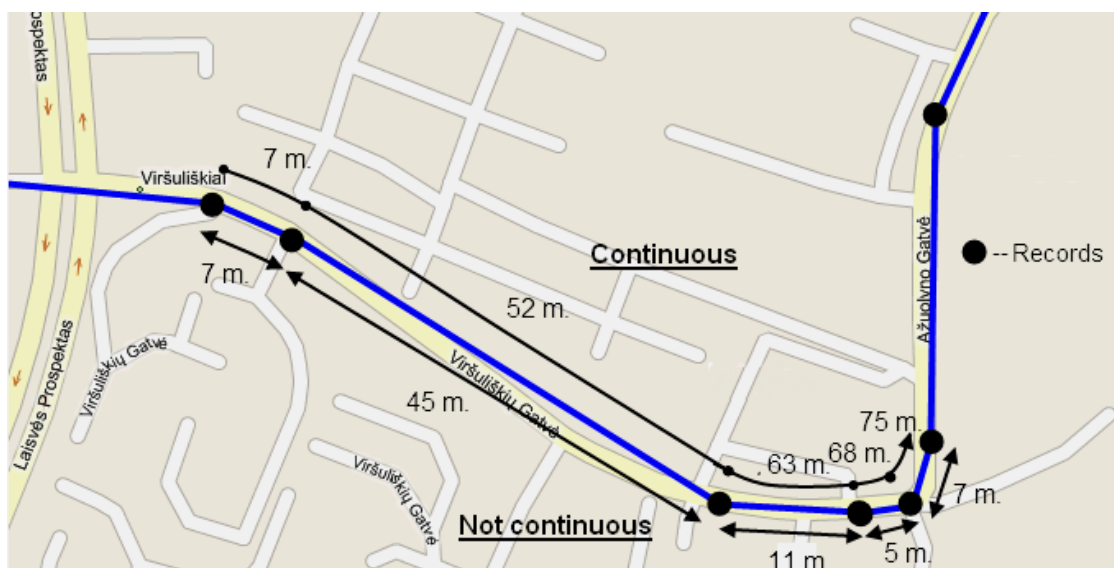 ospektas
Viršuliškiai
7 m.
7 m.
Continuous
-- Records
52 m.
Ažuolyno Gatvė
Viršuliškių Gatvė
Viršuliškių Gatvė
Laisvės Prospektas
45 m.
75 m.
63 m.
68 m.
Viršuliškių Gatvė
7 m.
Not continuous
11 m.
5 m.